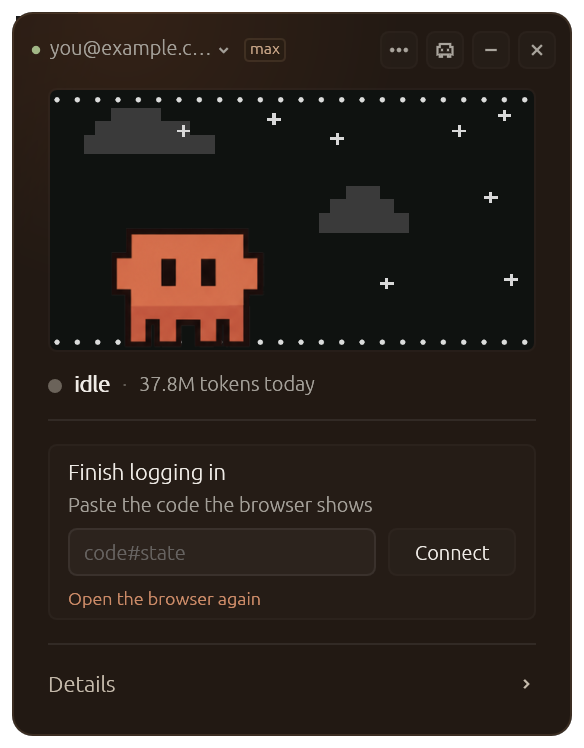 you@example.c... max
idle · 37.8M tokens today
Finish logging in
Paste the code the browser shows
code#state Connect
Open the browser again
Details